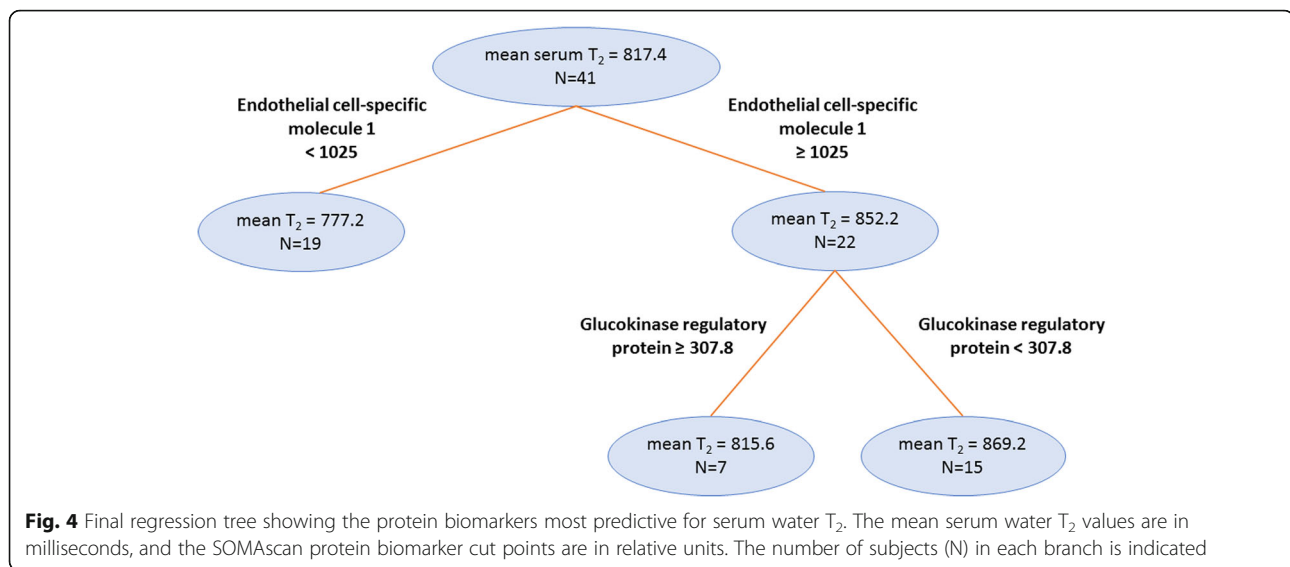 mean serum T₂ = 817.4
N=41
Endothelial cell-specific
molecule 1
< 1025
Endothelial cell-specific
molecule 1
≥ 1025
mean T₂ = 777.2
N=19
mean T₂ = 852.2
N=22
Glucokinase regulatory
protein ≥ 307.8
Glucokinase regulatory
protein < 307.8
mean T₂ = 815.6
N=7
mean T₂ = 869.2
N=15
Fig. 4 Final regression tree showing the protein biomarkers most predictive for serum water T₂. The mean serum water T₂ values are in
milliseconds, and the SOMAscan protein biomarker cut points are in relative units. The number of subjects (N) in each branch is indicated